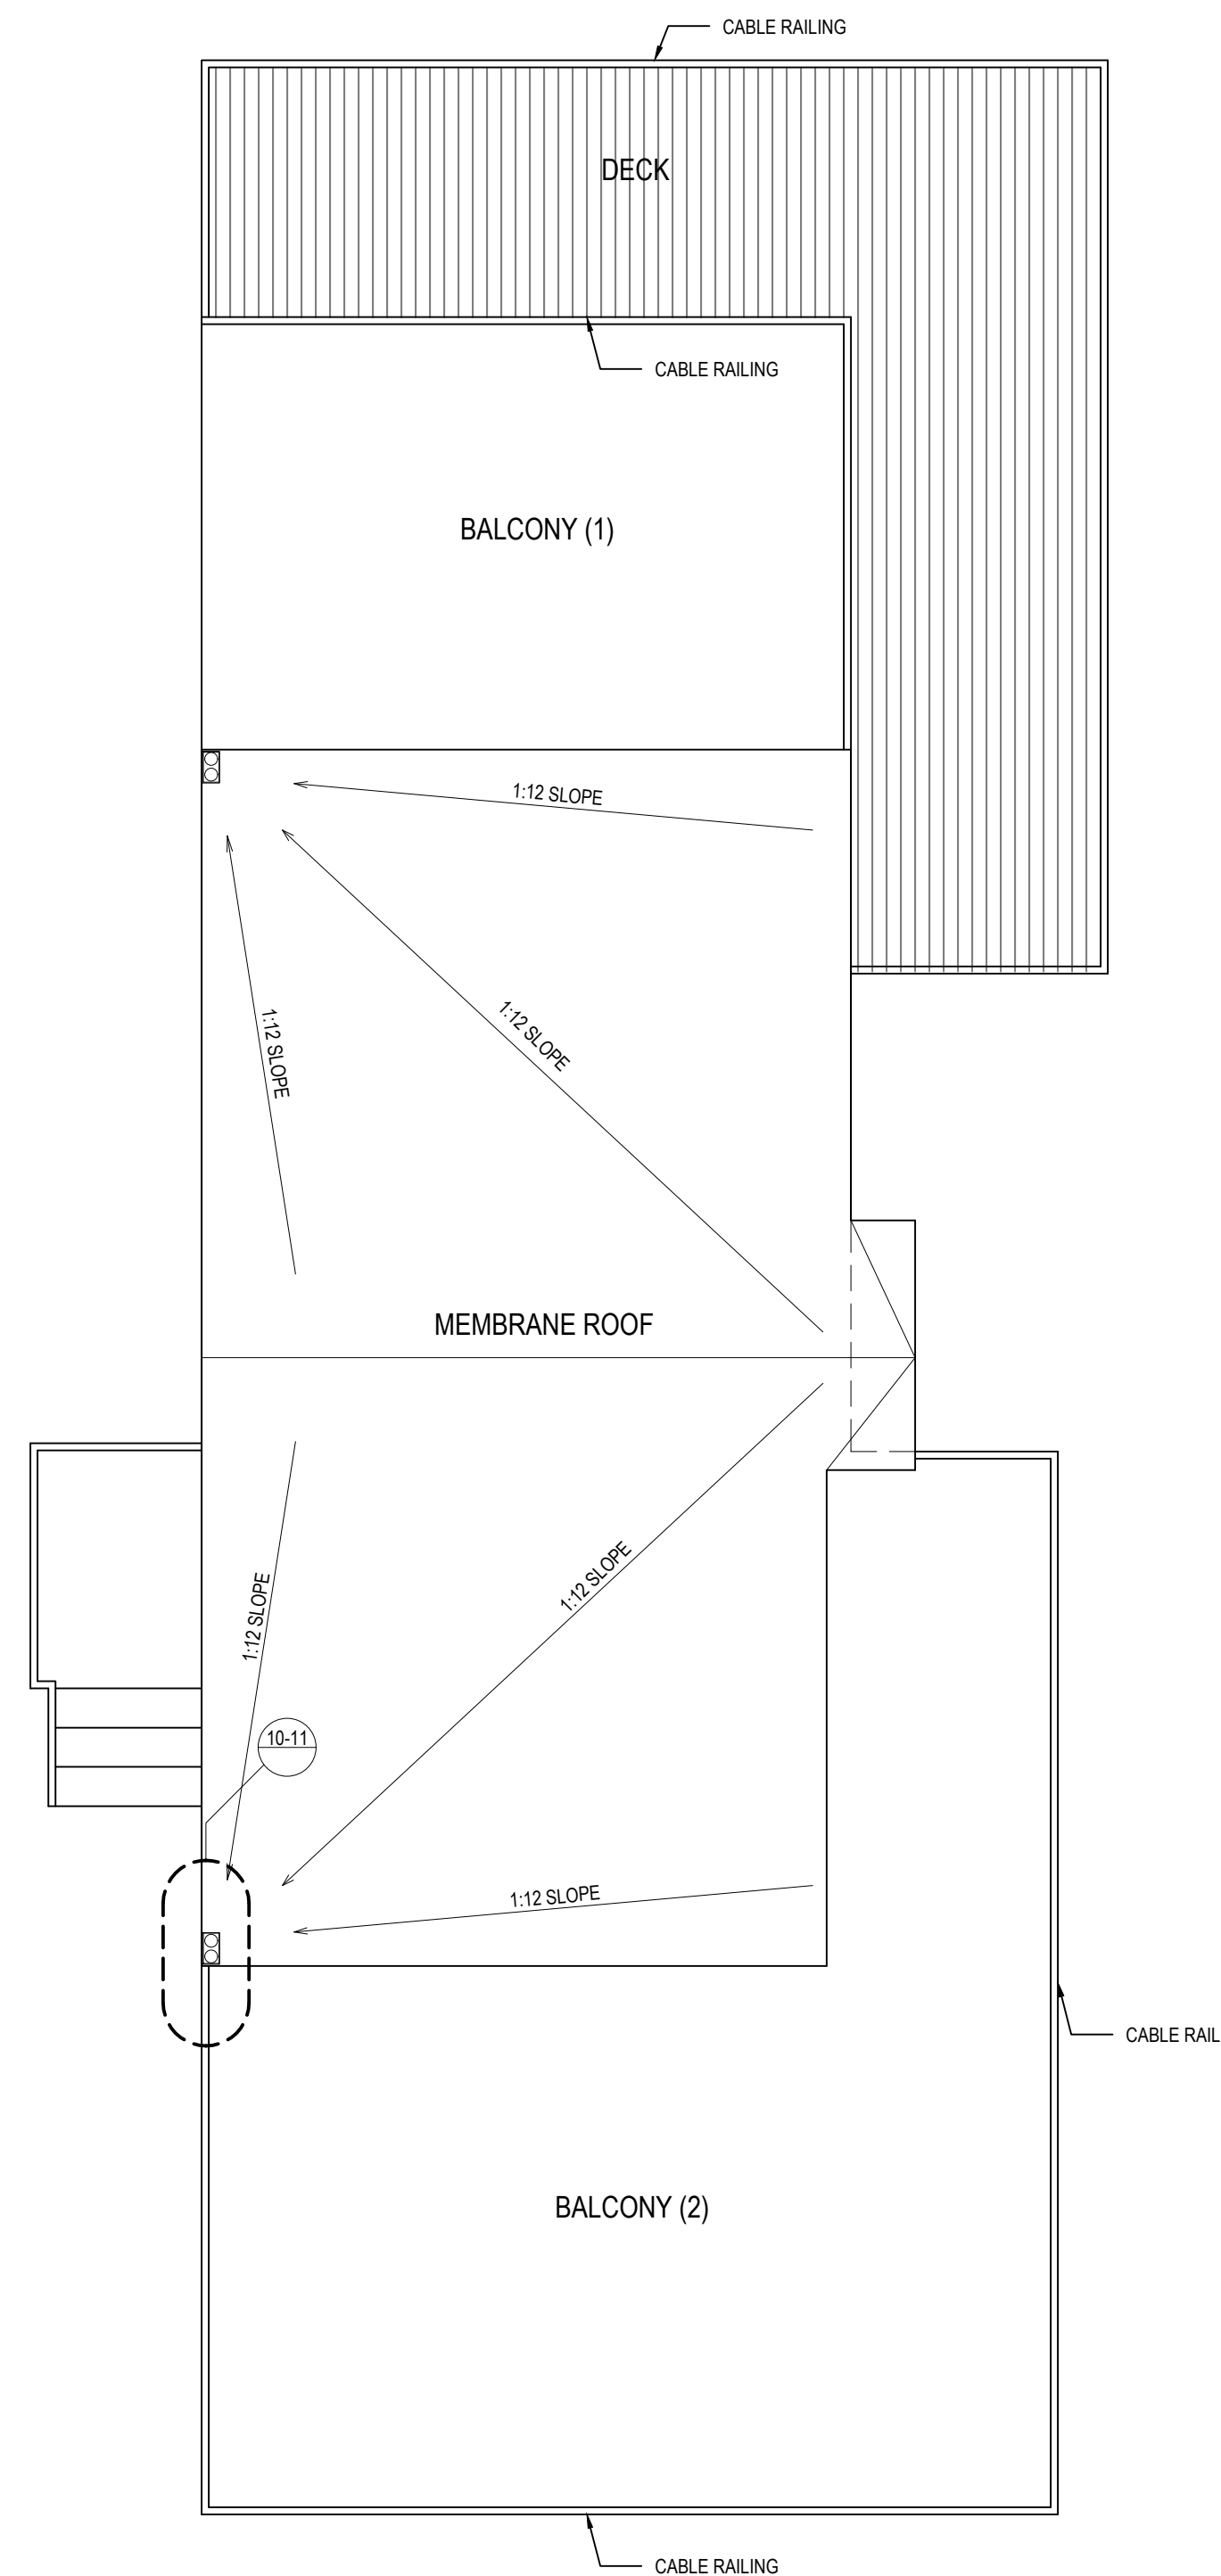 CABLE RAILING
DECK
CABLE RAILING
BALCONY (1)
1:12 SLOPE
1:12 SLOPE
1:12 SLOPE
MEMBRANE ROOF
1:12 SLOPE
1:12 SLOPE
10-11
1:12 SLOPE
CABLE RAIL
BALCONY (2)
CABLE RAILING